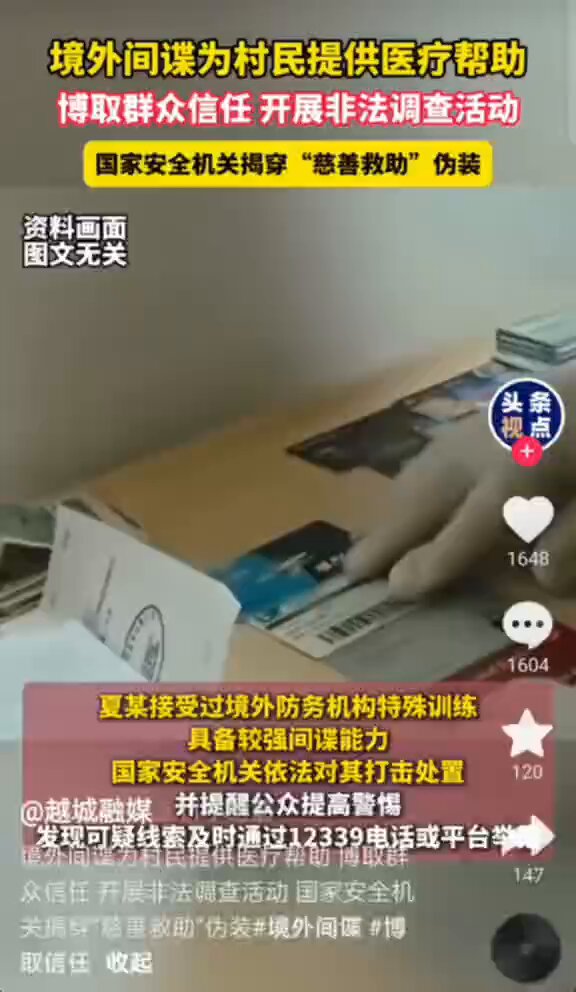 境外间谍为村民提供医疗帮助
博取群众信任 开展非法调查活动
国家安全机关揭穿“慈善救助”伪装
资料画面
图文无关
头条
视点
1648
1604
120
147
夏某接受过境外防务机构特殊训练
具备较强间谍能力
国家安全机关依法对其打击处置
并提醒公众提高警惕
@越城融媒
发现可疑线索及时通过12339电话或平台举
境外间谍为村民提供医疗帮助 博取群
众信任 开展非法调查活动 国家安全机
关揭穿“慈善救助”伪装#境外间谍 #博
取信任 收起